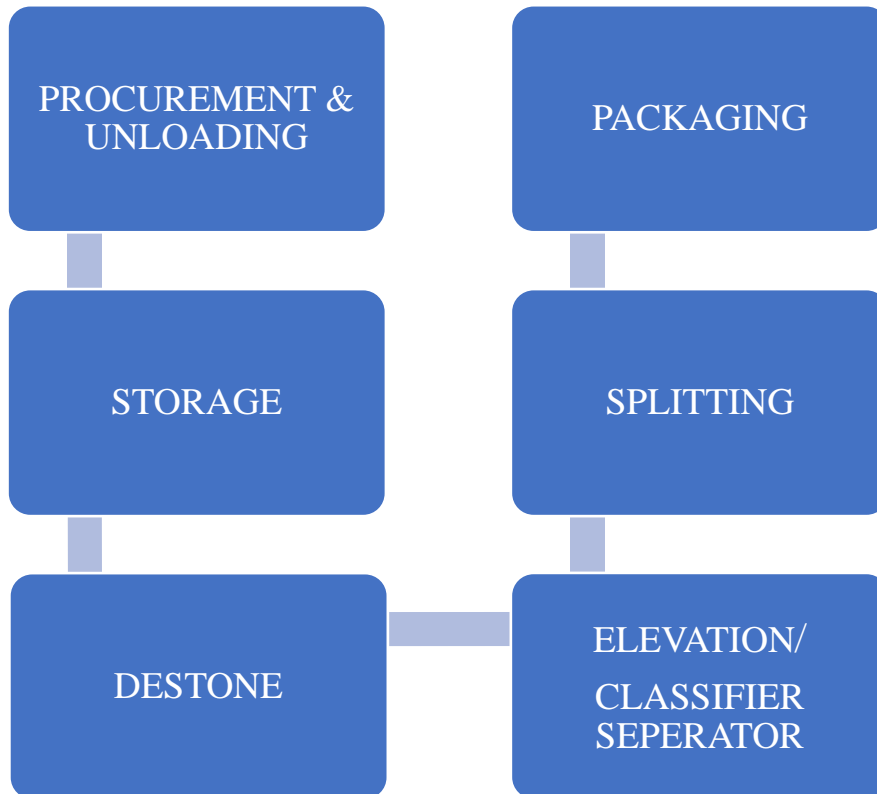 PROCUREMENT &
UNLOADING
STORAGE
DESTONE
ELEVATION/
CLASSIFIER
SEPERATOR
SPLITTING
PACKAGING